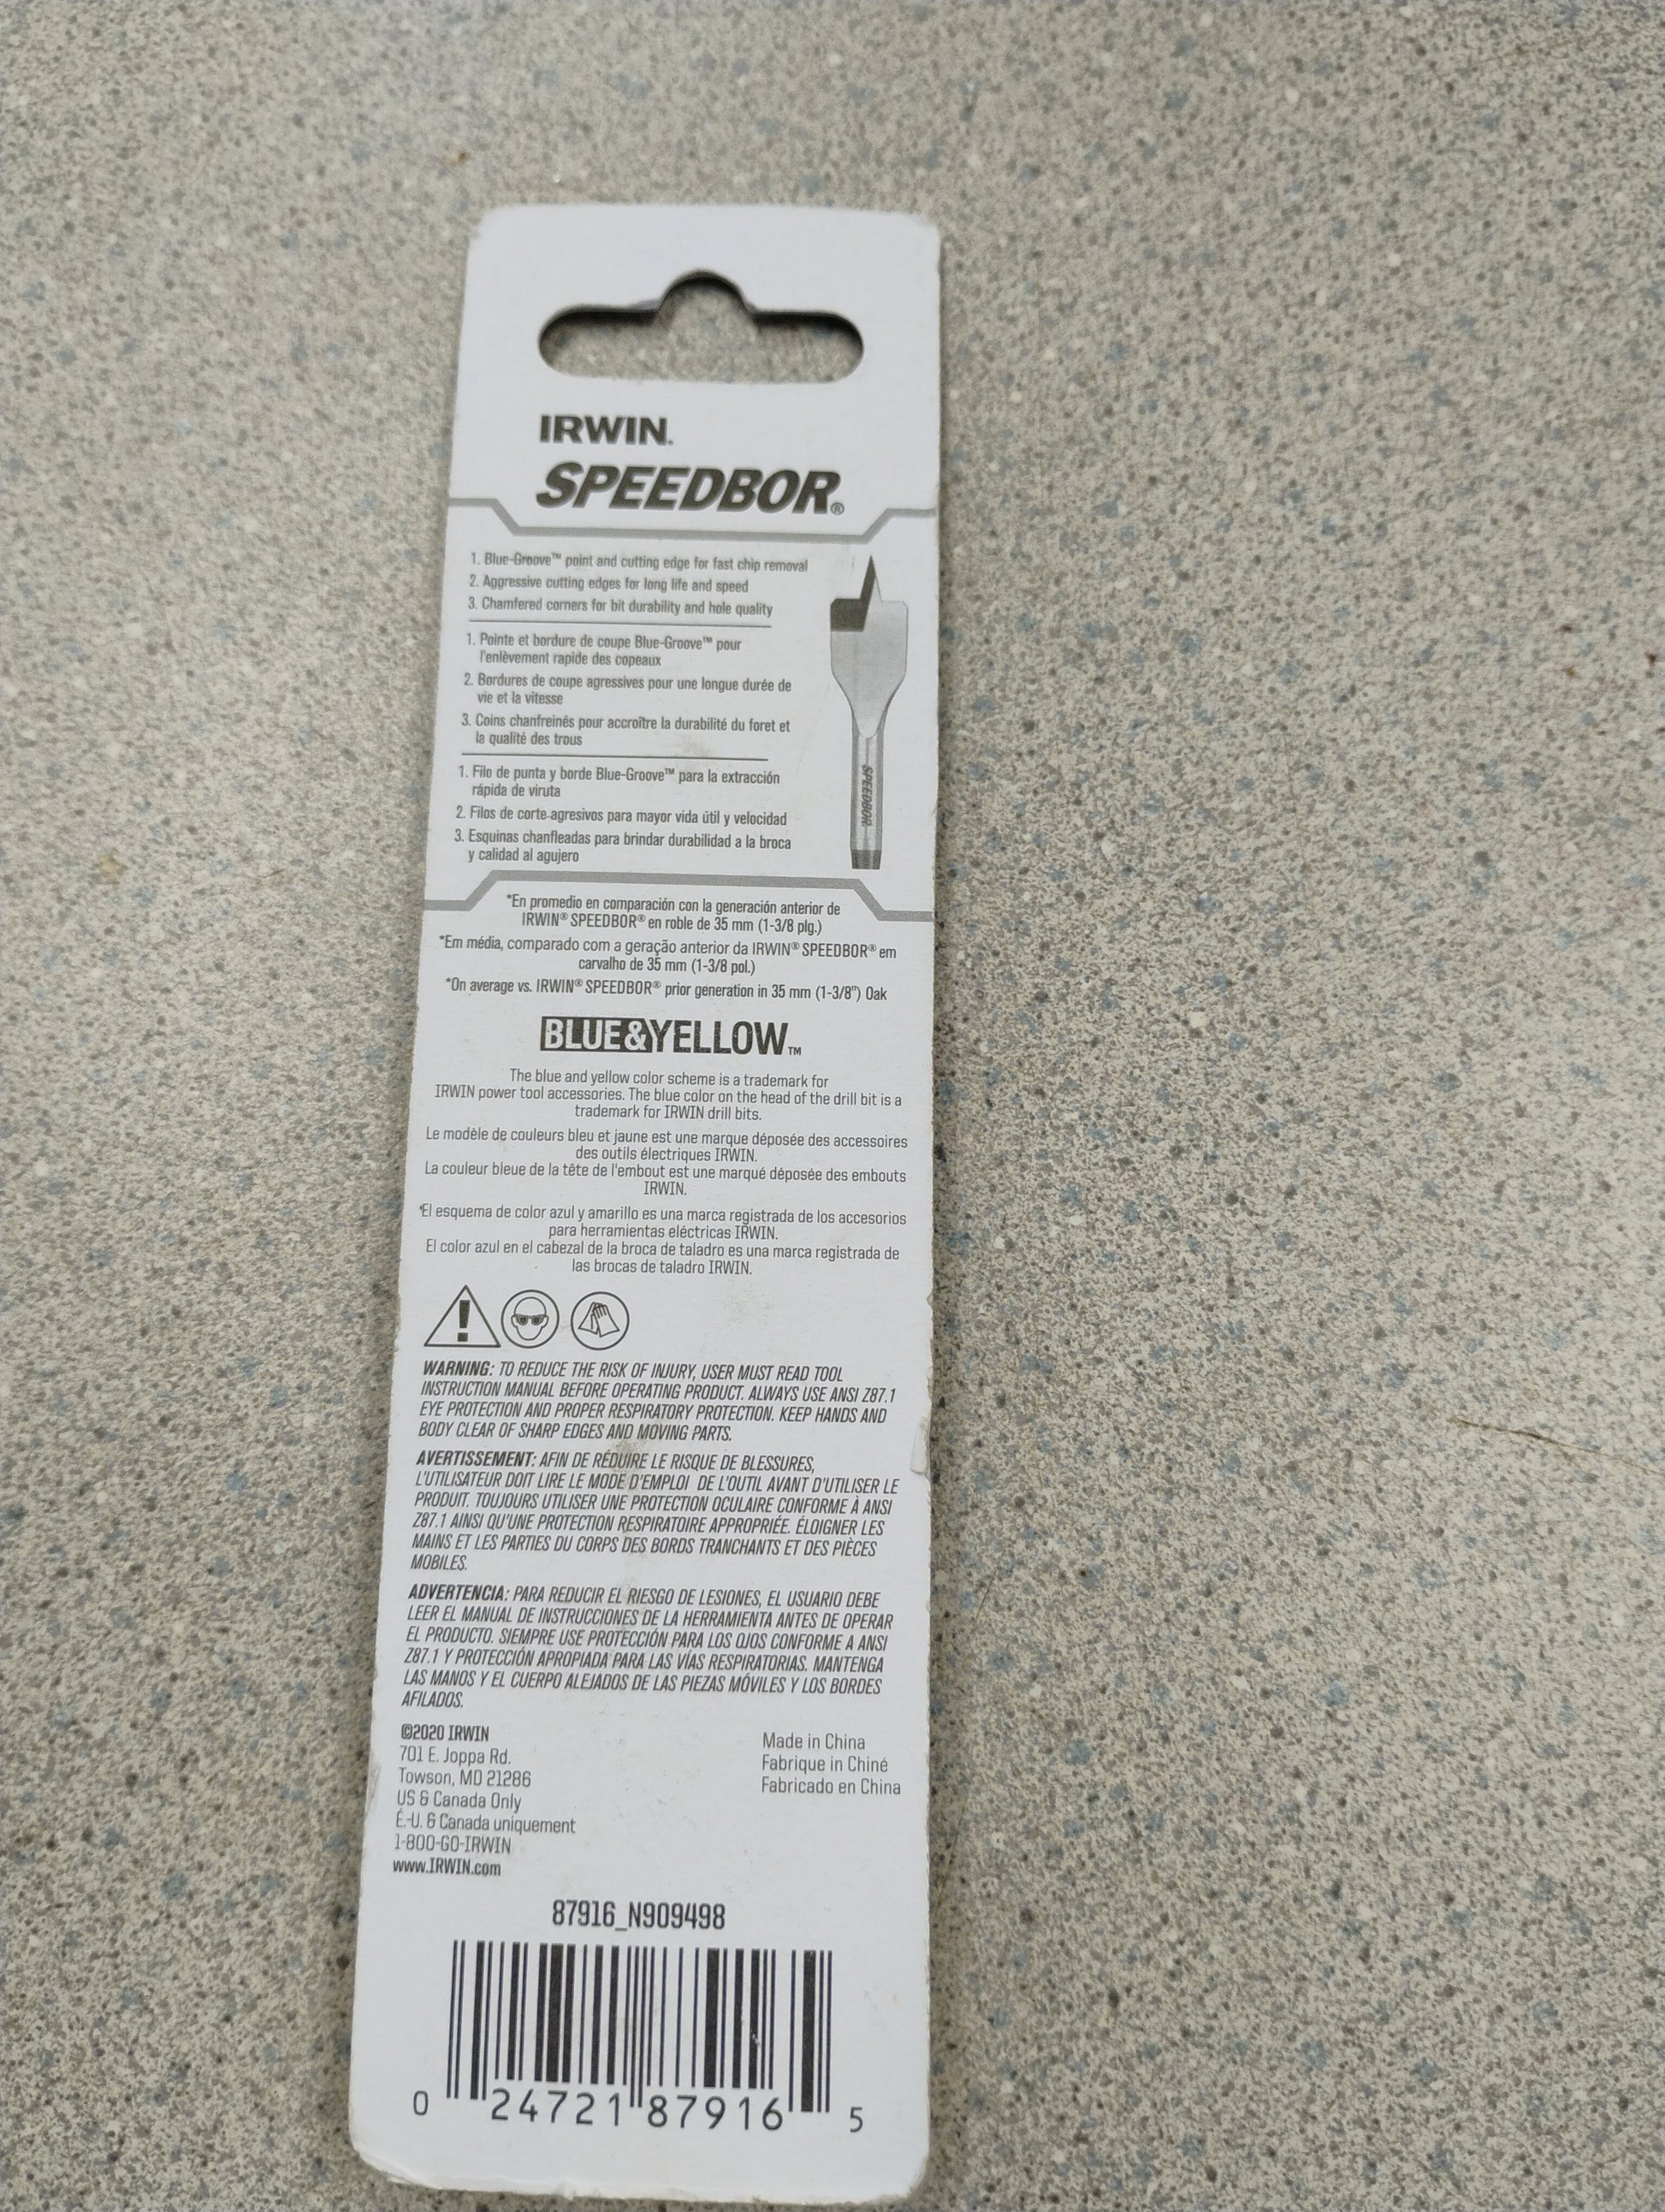 IRWIN®
SPEEDBOR®
1. Blue-Groove™ point and cutting edge for fast chip removal
2. Aggressive cutting edges for long life and speed
3. Chamfered corners for bit durability and hole quality
1. Pointe et bordure de coupe Blue-Groove™ pour
l'enlèvement rapide des copeaux
2. Bordures de coupe agressives pour une longue durée de
vie et la vitesse
3. Coins chanfreinés pour accroître la durabilité du foret et
la qualité des trous
1. Filo de punta y borde Blue-Groove™ para la extracción
rápida de viruta
2. Filos de corte agresivos para mayor vida útil y velocidad
3. Esquinas chanfleadas para brindar durabilidad a la broca
y calidad al agujero
SPEEDBOR
*En promedio en comparación con la generación anterior de
IRWIN® SPEEDBOR® en roble de 35 mm (1-3/8 plg.)
*Em média, comparado com a geração anterior da IRWIN® SPEEDBOR® em
carvalho de 35 mm (1-3/8 pol.)
*On average vs. IRWIN® SPEEDBOR® prior generation in 35 mm (1-3/8") Oak
BLUE&YELLOW™
The blue and yellow color scheme is a trademark for
IRWIN power tool accessories. The blue color on the head of the drill bit is a
trademark for IRWIN drill bits.
Le modèle de couleurs bleu et jaune est une marque déposée des accessoires
des outils électriques IRWIN.
La couleur bleue de la tête de l'embout est une marqué déposée des embouts
IRWIN.
'El esquema de color azul y amarillo es una marca registrada de los accesorios
para herramientas eléctricas IRWIN.
El color azul en el cabezal de la broca de taladro es una marca registrada de
las brocas de taladro IRWIN.
WARNING: TO REDUCE THE RISK OF INJURY, USER MUST READ TOOL
INSTRUCTION MANUAL BEFORE OPERATING PRODUCT. ALWAYS USE ANSI Z87.1
EYE PROTECTION AND PROPER RESPIRATORY PROTECTION. KEEP HANDS AND
BODY CLEAR OF SHARP EDGES AND MOVING PARTS.
AVERTISSEMENT: AFIN DE RÉDUIRE LE RISQUE DE BLESSURES,
L'UTILISATEUR DOIT LIRE LE MODE D'EMPLOI DE L'OUTIL AVANT D'UTILISER LE
PRODUIT. TOUJOURS UTILISER UNE PROTECTION OCULAIRE CONFORME À ANSI
Z87.1 AINSI QU'UNE PROTECTION RESPIRATOIRE APPROPRIÉE. ÉLOIGNER LES
MAINS ET LES PARTIES DU CORPS DES BORDS TRANCHANTS ET DES PIÈCES
MOBILES.
ADVERTENCIA: PARA REDUCIR EL RIESGO DE LESIONES, EL USUARIO DEBE
LEER EL MANUAL DE INSTRUCCIONES DE LA HERRAMIENTA ANTES DE OPERAR
EL PRODUCTO. SIEMPRE USE PROTECCIÓN PARA LOS OJOS CONFORME A ANSI
Z87.1 Y PROTECCIÓN APROPIADA PARA LAS VÍAS RESPIRATORIAS. MANTENGA
LAS MANOS Y EL CUERPO ALEJADOS DE LAS PIEZAS MÓVILES Y LOS BORDES
AFILADOS.
©2020 IRWIN
701 E. Joppa Rd.
Towson, MD 21286
US & Canada Only
É.-U. & Canada uniquement
1-800-GO-IRWIN
www.IRWIN.com
Made in China
Fabrique in Chiné
Fabricado en China
87916_N909498
0 24721 87916 5